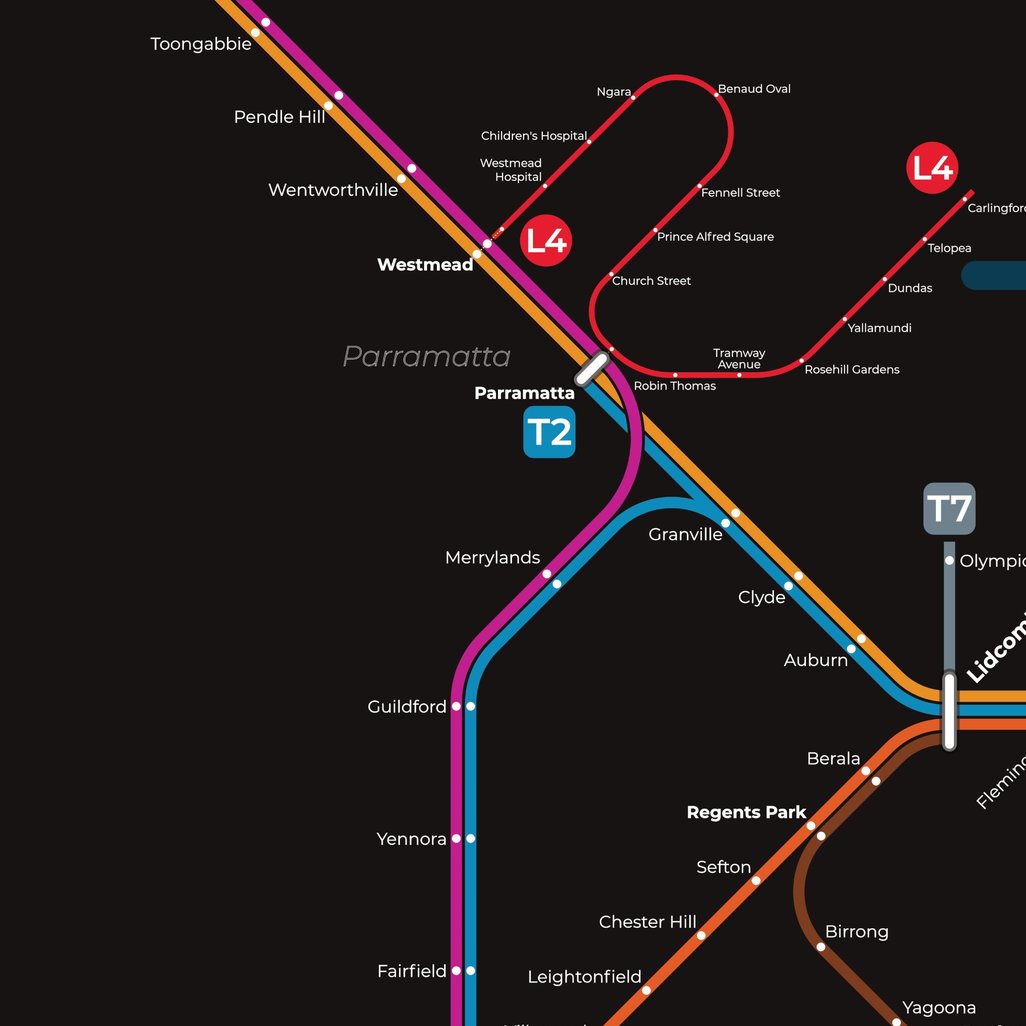 Toongabbie
Pendle Hill
Wentworthville
Westmead
Ngara
Benaud Oval
Children's Hospital
Westmead
Hospital
L4
Fennell Street
Prince Alfred Square
Church Street
L4
Carlingford
Telopea
Dundas
Yallamundi
Rosehill Gardens
Tramway
Avenue
Robin Thomas
Parramatta
Parramatta
T2
Granville
Clyde
Auburn
T7
Olympic
Merrylands
Guildford
Yennora
Fairfield
Berala
Regents Park
Sefton
Chester Hill
Leightonfield
Birrong
Yagoona